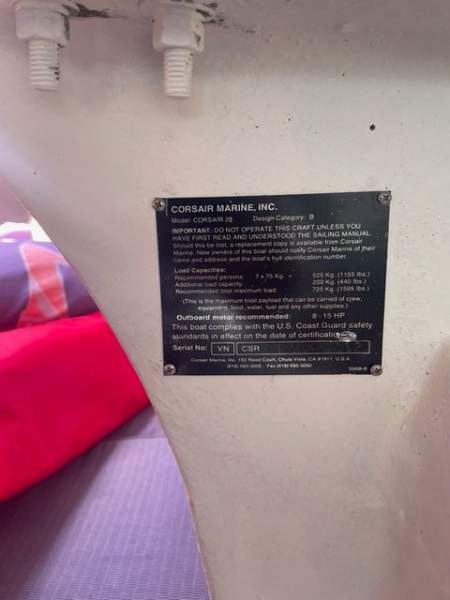 CORSAIR MARINE, INC.
Model: CORSAIR 28 Design Category: B
IMPORTANT: DO NOT OPERATE THIS CRAFT UNLESS YOU
HAVE FIRST READ AND UNDERSTOOD THE SAILING MANUAL.
Should this be lost, a replacement copy is available from Corsair
Marine. New owners of this boat should notify Corsair Marine of their
name and address and the boat's hull identification number.
Load Capacities:
Recommended persons: 7 x 75 Kg. = 525 Kg. (1155 lbs.)
Additional load capacity: 200 Kg. (440 lbs.)
Recommended total maximum load: 725 Kg. (1595 lbs.)
(This is the maximum total payload that can be carried of crew,
equipment, food, water, fuel and any other supplies.)
Outboard motor recommended: 8 - 15 HP
This boat complies with the U.S. Coast Guard safety
standards in effect on the date of certification.
Serial No: VN CSR
Corsair Marine, Inc. 150 Reed Court, Chula Vista, CA 91911, U.S.A.
(619) 585-3005 Fax (619) 585-3092